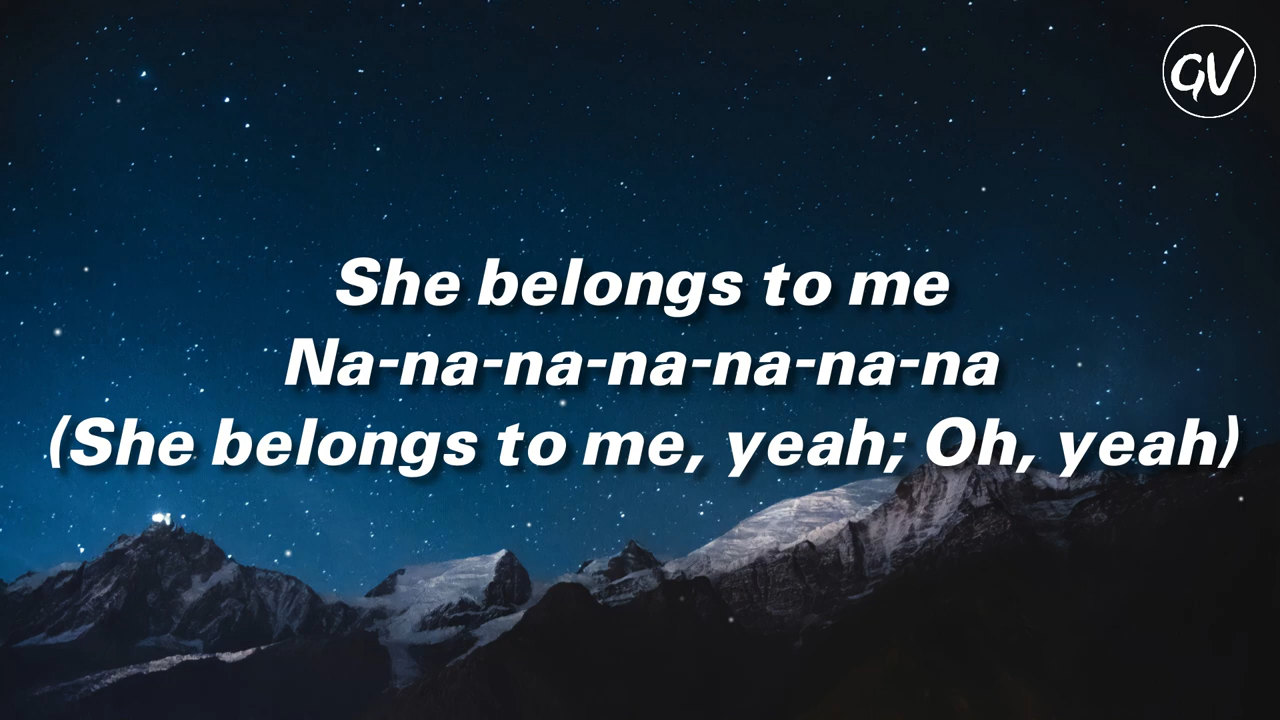 GV
She belongs to me
Na-na-na-na-na-na-na
(She belongs to me, yeah; Oh, yeah)